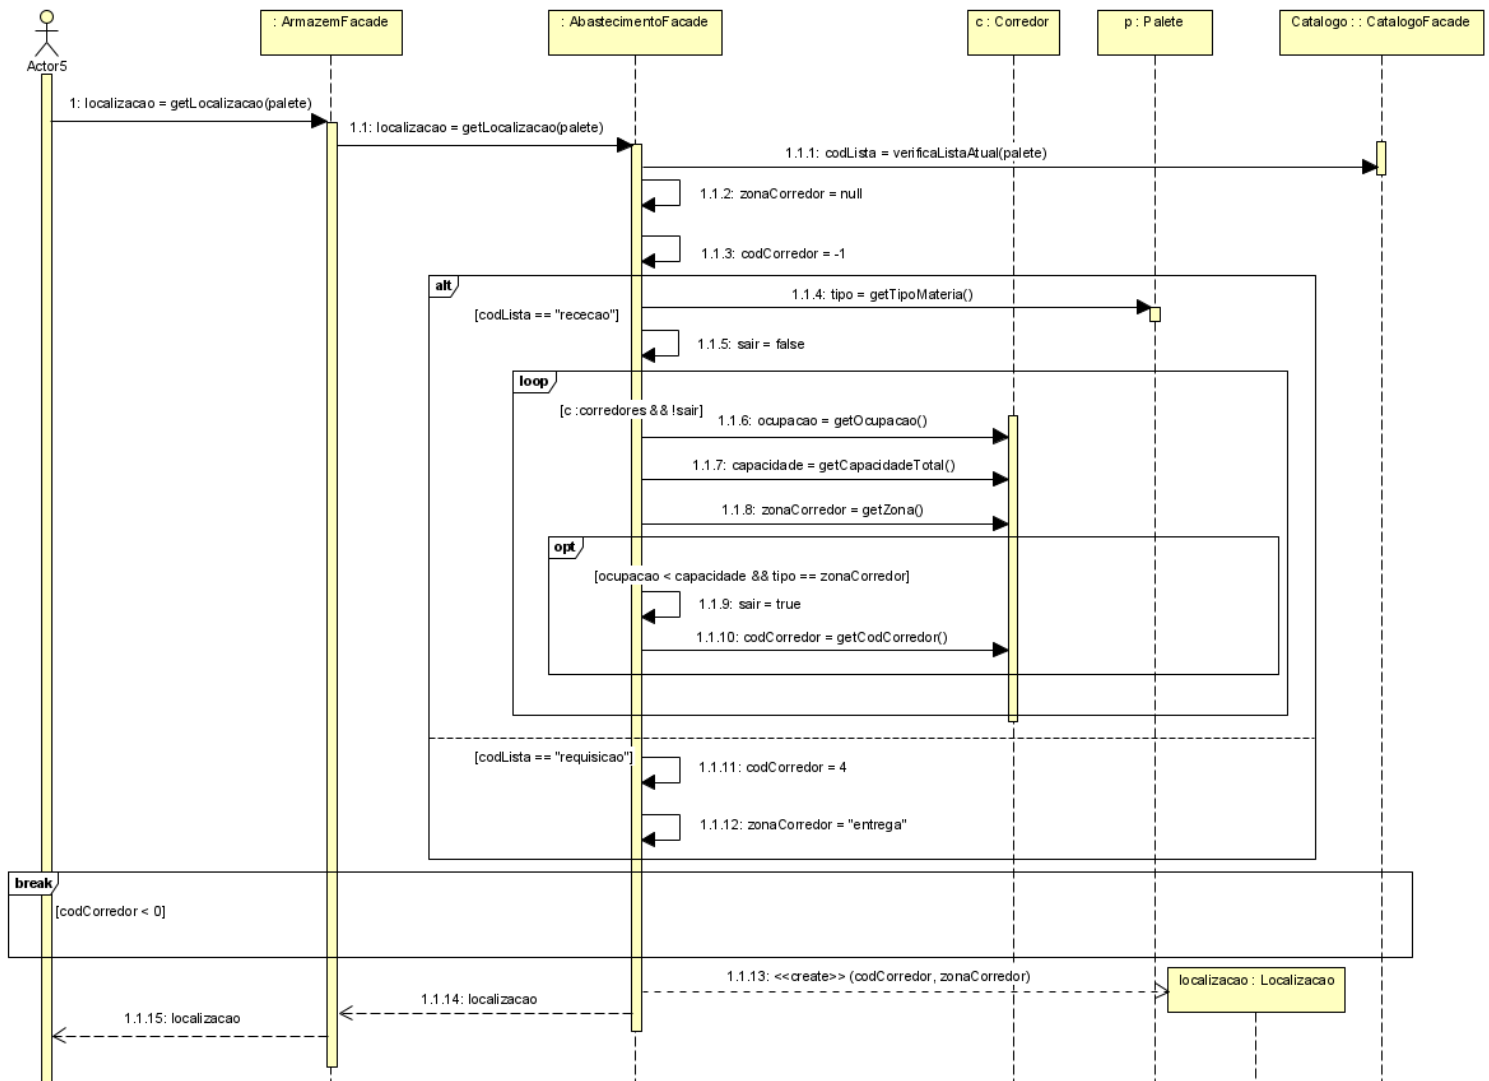 : ArmazemFacade
: AbastecimentoFacade
c : Corredor
p : Palete
Catalogo : : CatalogoFacade
Actor5
1: localizacao = getLocalizacao(palete)
1.1: localizacao = getLocalizacao(palete)
1.1.1: codLista = verificaListaAtual(palete)
1.1.2: zonaCorredor = null
1.1.3: codCorredor = -1
alt
1.1.4: tipo = getTipoMateria()
[codLista == "rececao"]
1.1.5: sair = false
loop
[c :corredores && !sair]
1.1.6: ocupacao = getOcupacao()
1.1.7: capacidade = getCapacidadeTotal()
1.1.8: zonaCorredor = getZona()
opt
[ocupacao < capacidade && tipo == zonaCorredor]
1.1.9: sair = true
1.1.10: codCorredor = getCodCorredor()
[codLista == "requisicao"]
1.1.11: codCorredor = 4
1.1.12: zonaCorredor = "entrega"
break
[codCorredor < 0]
1.1.13: <<create>> (codCorredor, zonaCorredor)
localizacao : Localizacao
1.1.14: localizacao
1.1.15: localizacao